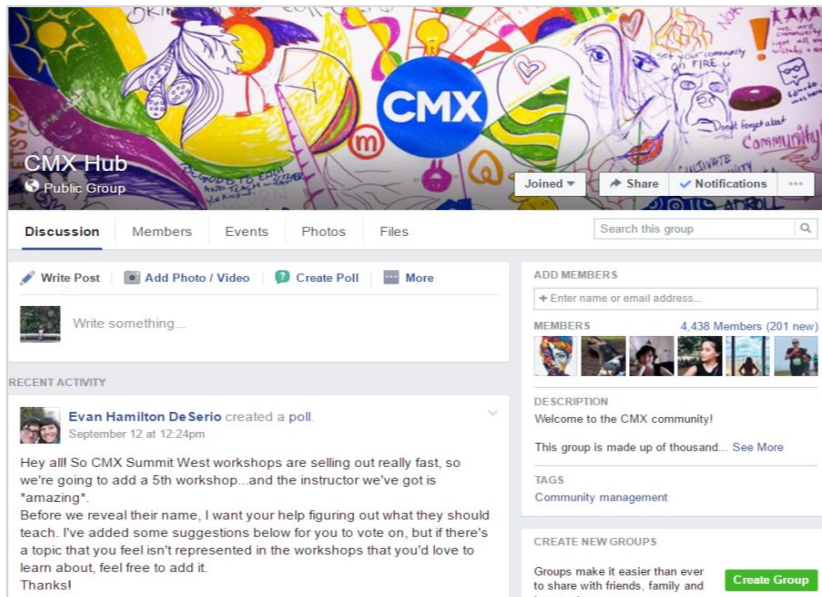 set your community
on FIRE
CMX
Don't forget about
Community!
CULTIVATE
CMX Hub
Public Group
Joined
Share
Notifications
Discussion
Members
Events
Photos
Files
Search this group
Write Post
Add Photo / Video
Create Poll
More
Write something...
RECENT ACTIVITY
Evan Hamilton DeSerio created a poll.
September 12 at 12:24pm
Hey all! So CMX Summit West workshops are selling out really fast, so
we're going to add a 5th workshop...and the instructor we've got is
*amazing*.
Before we reveal their name, I want your help figuring out what they should
teach. I've added some suggestions below for you to vote on, but if there's
a topic that you feel isn't represented in the workshops that you'd love to
learn about, feel free to add it.
Thanks!
ADD MEMBERS
+ Enter name or email address...
MEMBERS
4,438 Members (201 new)
DESCRIPTION
Welcome to the CMX community!
This group is made up of thousand... See More
TAGS
Community management
CREATE NEW GROUPS
Groups make it easier than ever
to share with friends, family and
Create Group